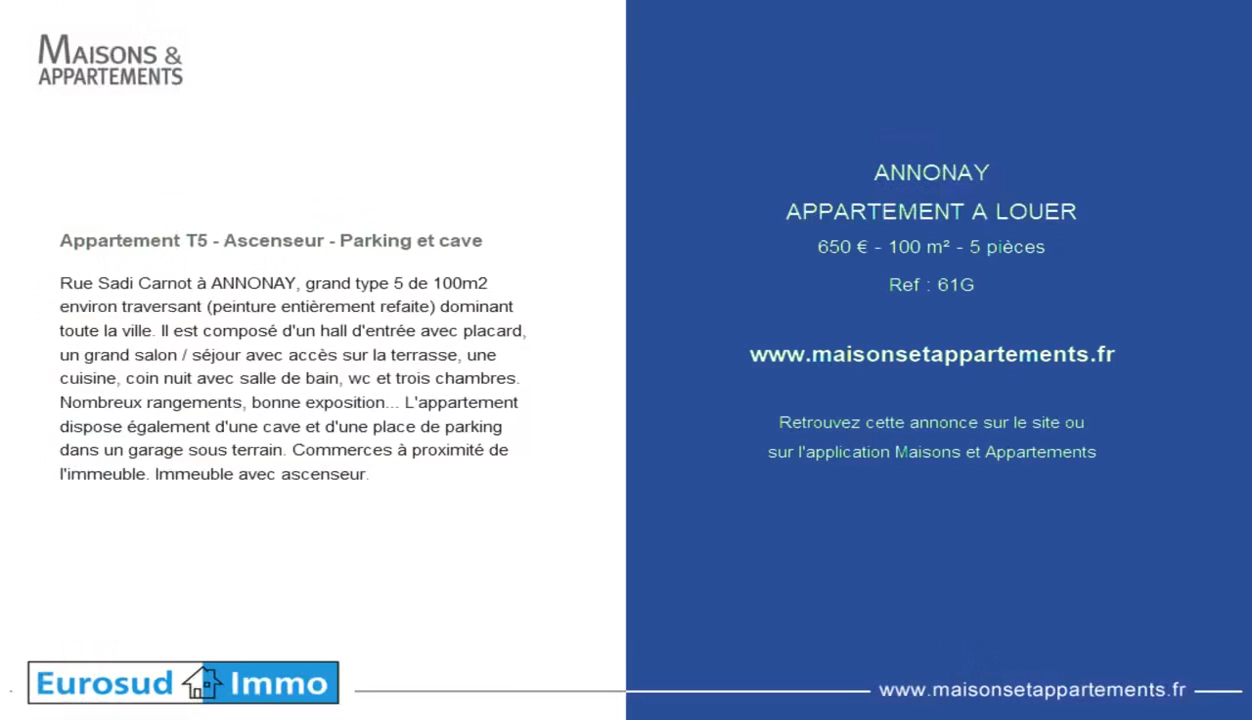 MAISONS &
APPARTEMENTS
Appartement T5 - Ascenseur - Parking et cave
Rue Sadi Carnot à ANNONAY, grand type 5 de 100m2
environ traversant (peinture entièrement refaite) dominant
toute la ville. Il est composé d'un hall d'entrée avec placard,
un grand salon / séjour avec accès sur la terrasse, une
cuisine, coin nuit avec salle de bain, wc et trois chambres.
Nombreux rangements, bonne exposition... L'appartement
dispose également d'une cave et d'une place de parking
dans un garage sous terrain. Commerces à proximité de
l'immeuble. Immeuble avec ascenseur.
Eurosud Immo
ANNONAY
APPARTEMENT A LOUER
650 € - 100 m² - 5 pièces
Ref : 61G
www.maisonsetappartements.fr
Retrouvez cette annonce sur le site ou
sur l'application Maisons et Appartements
www.maisonsetappartements.fr